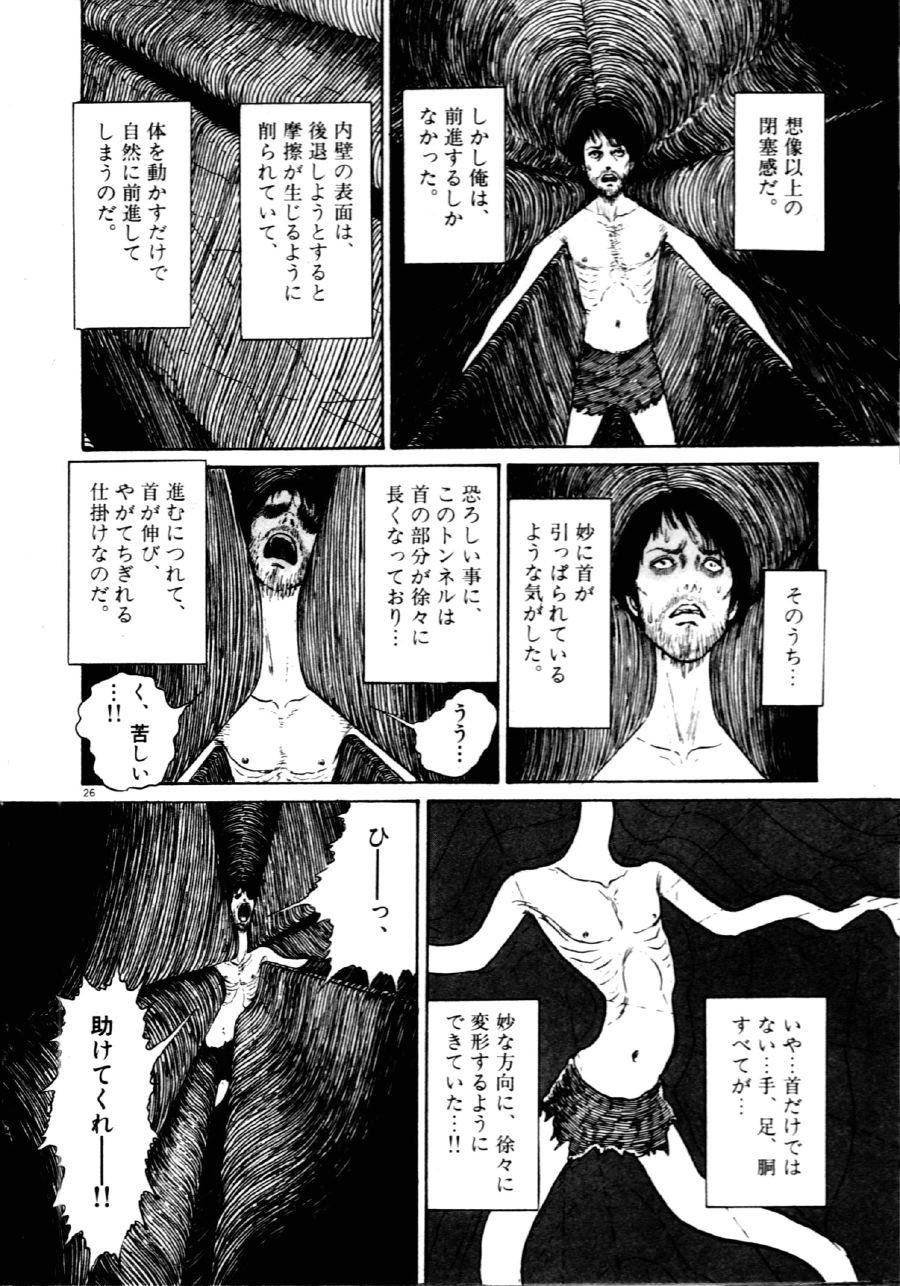 想像以上の
閉塞感だ。
しかし俺は、
前進するしか
なかった。
内壁の表面は、
後退しようとすると
摩擦が生じるように
削られていて、
体を動かすだけで
自然に前進して
しまうのだ。
そのうち…
妙に首が
引っぱられている
ような気がした。
恐ろしい事に、
このトンネルは
首の部分が徐々に
長くなっており…
進むにつれて、
首が伸び、
やがてちぎれる
仕掛けなのだ。
うう…
く、苦しい
…!!
26
いや…首だけでは
ない…手、足、胴
すべてが…
妙な方向に、徐々に
変形するように
できていた…!!
ひ――っ、
助けてくれ――!!